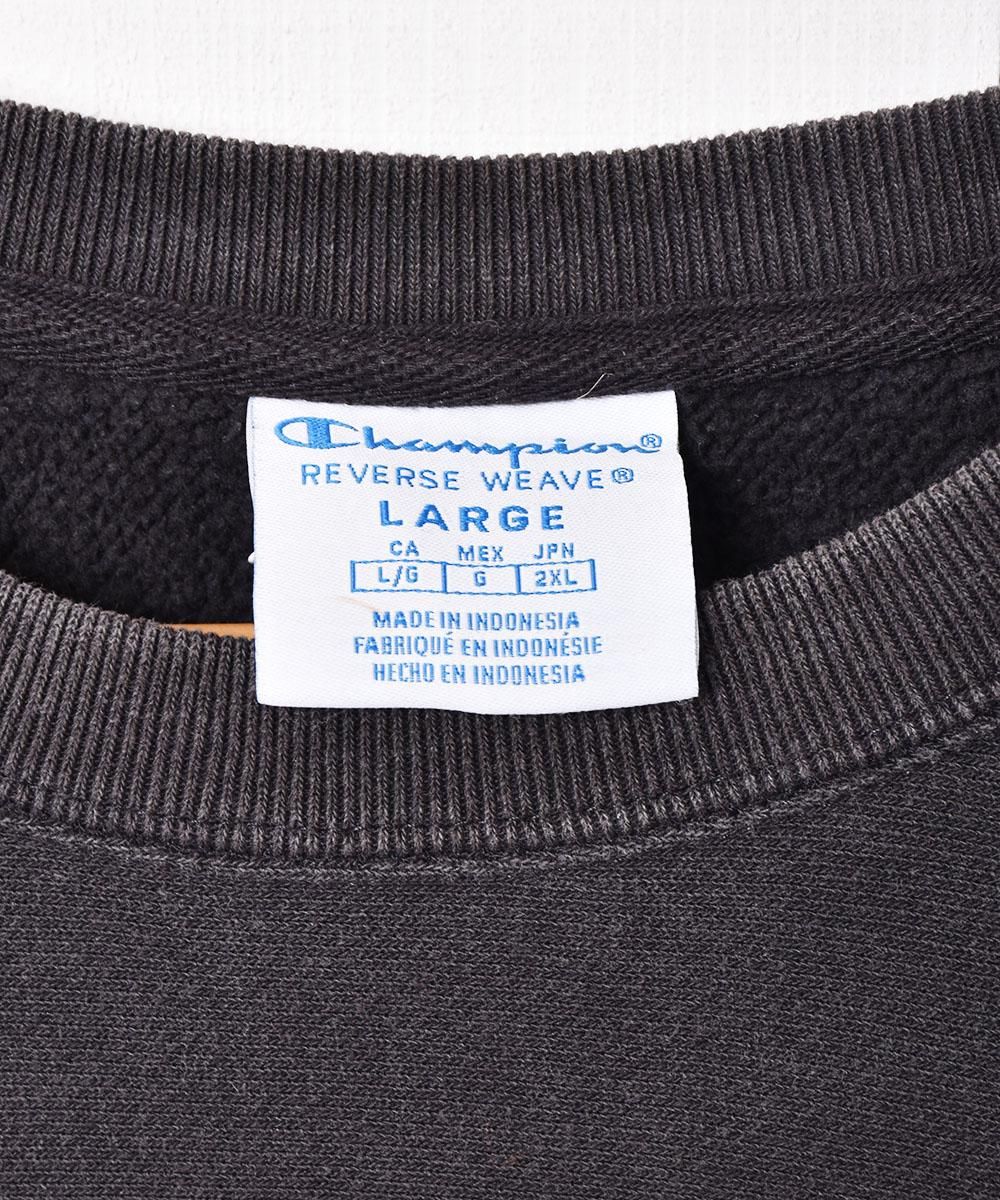 Champion®
REVERSE WEAVE®
LARGE
CA MEX JPN
L/G G 2XL
MADE IN INDONESIA
FABRIQUÉ EN INDONÉSIE
HECHO EN INDONESIA